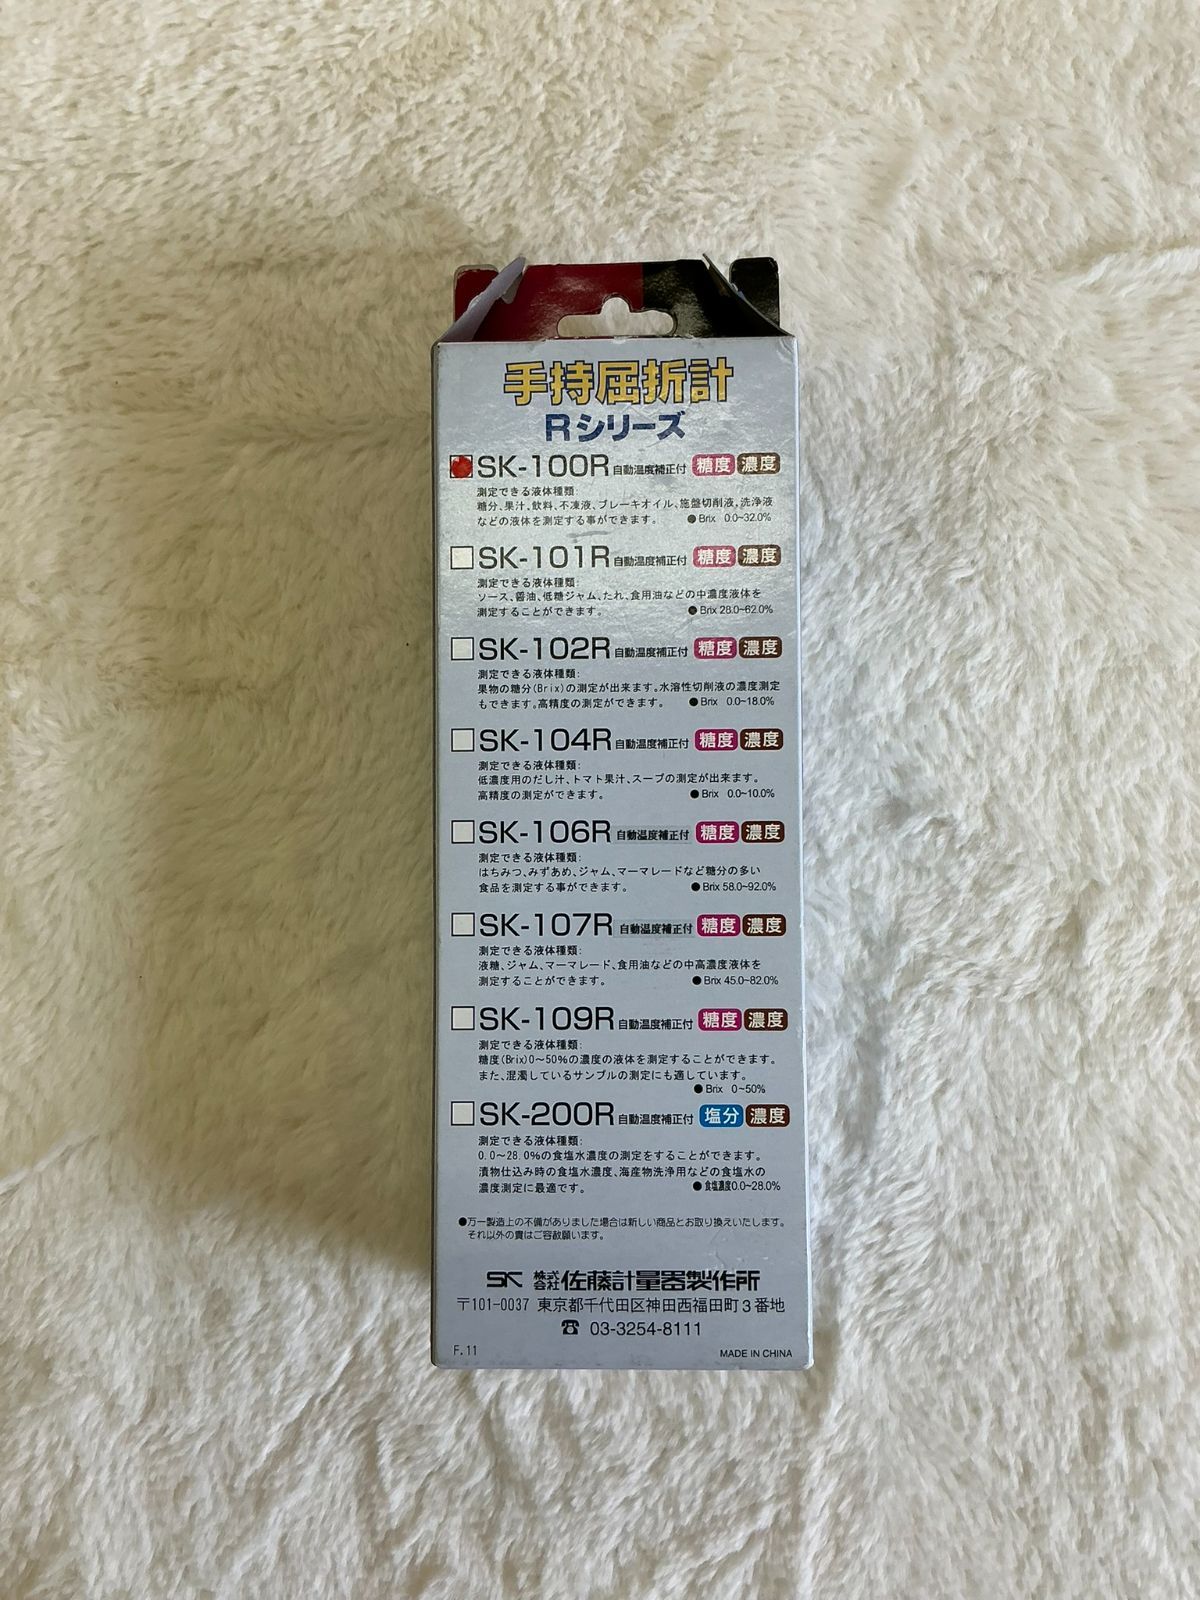 手持屈折計
Rシリーズ
SK-100R 自動温度補正付 糖度 濃度
測定できる液体種類
糖分、果汁、飲料、不凍液、ブレーキオイル、施盤切削液、洗浄液
などの液体を測定する事ができます。 ●Brix 0.0~32.0%
SK-101R 自動温度補正付 糖度 濃度
測定できる液体種類:
ソース、醤油、低糖ジャム、たれ、食用油などの中濃度液体を
測定することができます。 ●Brix 28.0~62.0%
SK-102R 自動温度補正付 糖度 濃度
測定できる液体種類:
果物の糖分(Brix)の測定が出来ます。水溶性切削液の濃度測定
もできます。高精度の測定ができます。 ●Brix 0.0~18.0%
SK-104R 自動温度補正付 糖度 濃度
測定できる液体種類:
低濃度用のだし汁、トマト果汁、スープの測定が出来ます。
高精度の測定ができます。 ●Brix 0.0~10.0%
SK-106R 自動温度補正付 糖度 濃度
測定できる液体種類:
はちみつ、みずあめ、ジャム、マーマレードなど糖分の多い
食品を測定する事ができます。 ●Brix 58.0~92.0%
SK-107R 自動温度補正付 糖度 濃度
測定できる液体種類:
液糖、ジャム、マーマレード、食用油などの中高濃度液体を
測定することができます。 ●Brix 45.0~82.0%
SK-109R 自動温度補正付 糖度 濃度
測定できる液体種類:
糖度(Brix)0～50%の濃度の液体を測定することができます。
また、混濁しているサンプルの測定にも適しています。
●Brix 0~50%
SK-200R 自動温度補正付 塩分 濃度
測定できる液体種類:
0.0～28.0%の食塩水濃度の測定をすることができます。
漬物仕込み時の食塩水濃度、海産物洗浄用などの食塩水の
濃度測定に最適です。 ●食塩濃度0.0~28.0%
●万一製造上の不備がありました場合は新しい商品とお取り換えいたします。
それ以外の責はご容赦願います。
SK 株式会社 佐藤計量器製作所
〒101-0037 東京都千代田区神田西福田町3番地
☎ 03-3254-8111
F.11 MADE IN CHINA